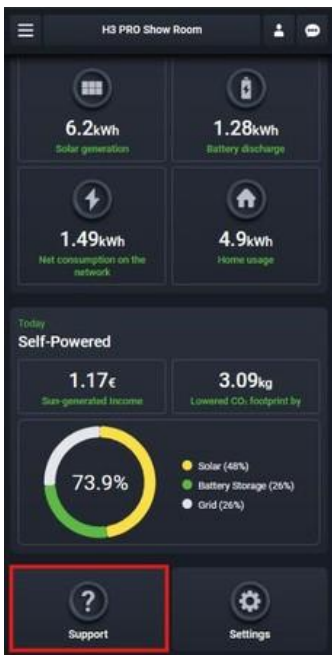 H3 PRO Show Room
6.2kWh
Solar generation
1.28kWh
Battery discharge
1.49kWh
Net consumption on the
network
4.9kWh
Home usage
Today
Self-Powered
1.17€
Sun-generated Income
3.09kg
Lowered CO₂ footprint by
73.9%
Solar (48%)
Battery Storage (26%)
Grid (26%)
?
Support
Settings